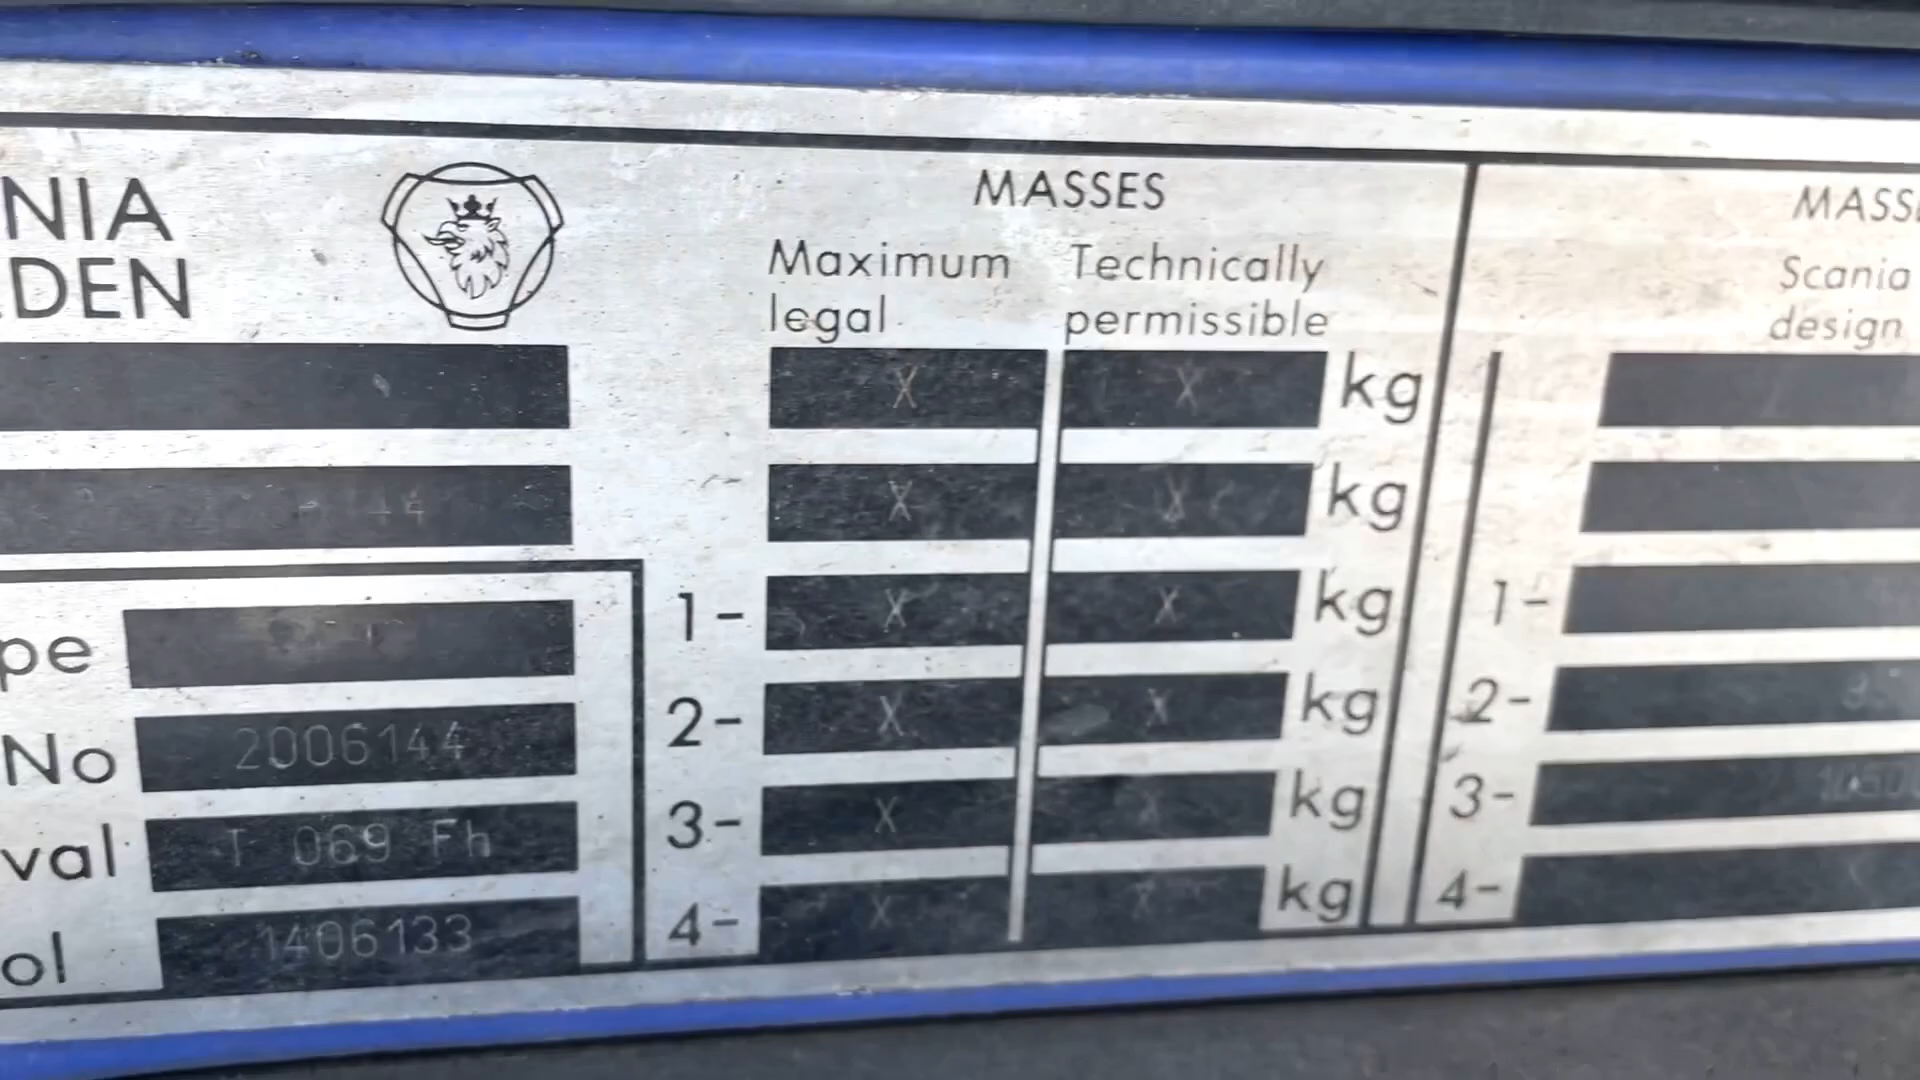 NIA
DEN
MASSES
Maximum legal
Technically permissible
X X kg
X X kg
1- X X kg
2- X X kg
3- X X kg
4- X X kg
pe
No 2006144
val T 069 Fh
ol 1406133
MASS
Scania
design
1-
2-
3-
4-